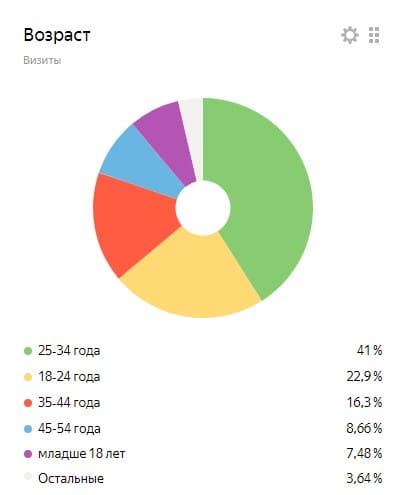 Возраст
Визиты
25-34 года 41 %
18-24 года 22,9 %
35-44 года 16,3 %
45-54 года 8,66 %
младше 18 лет 7,48 %
Остальные 3,64 %